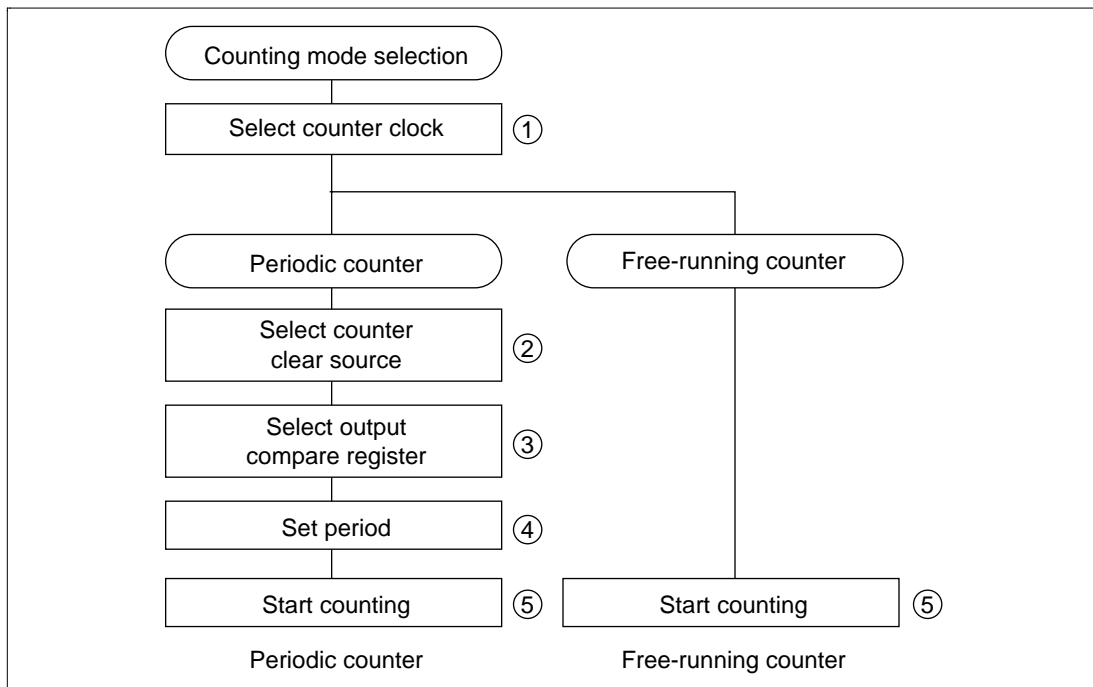 Counting mode selection
Select counter clock ①
Periodic counter
Free-running counter
Select counter
clear source
②
Select output
compare register
③
Set period ④
Start counting ⑤
Start counting ⑤
Periodic counter
Free-running counter